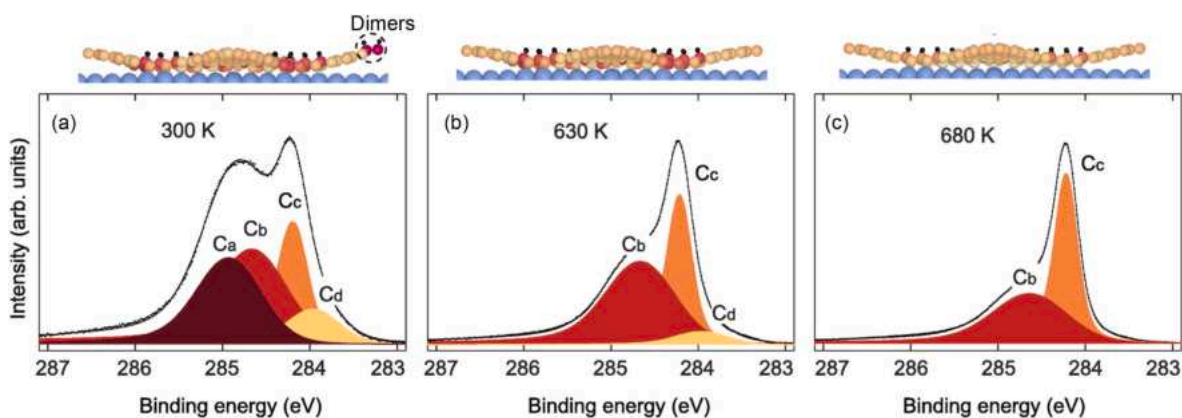 Dimers
(a) 300 K
Ca Cb Cc Cd
287 286 285 284 283
Binding energy (eV)
Intensity (arb. units)
(b) 630 K
Cb Cc Cd
287 286 285 284 283
Binding energy (eV)
(c) 680 K
Cb Cc
287 286 285 284 283
Binding energy (eV)